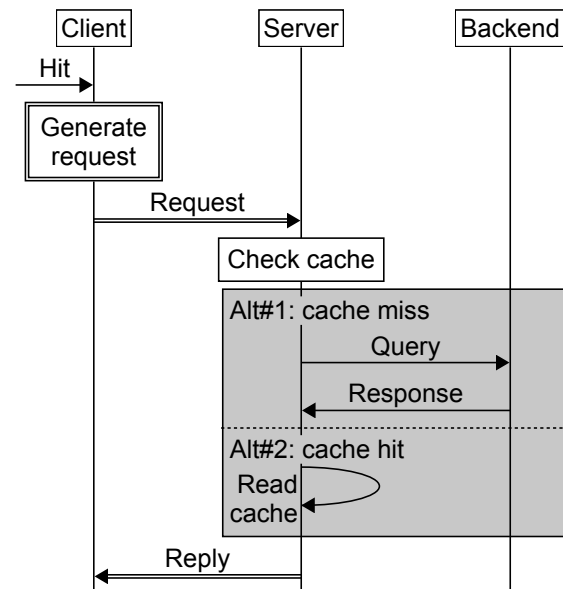 Client Server Backend
Hit
Generate
request
Request
Check cache
Alt#1: cache miss
Query
Response
Alt#2: cache hit
Read
cache
Reply